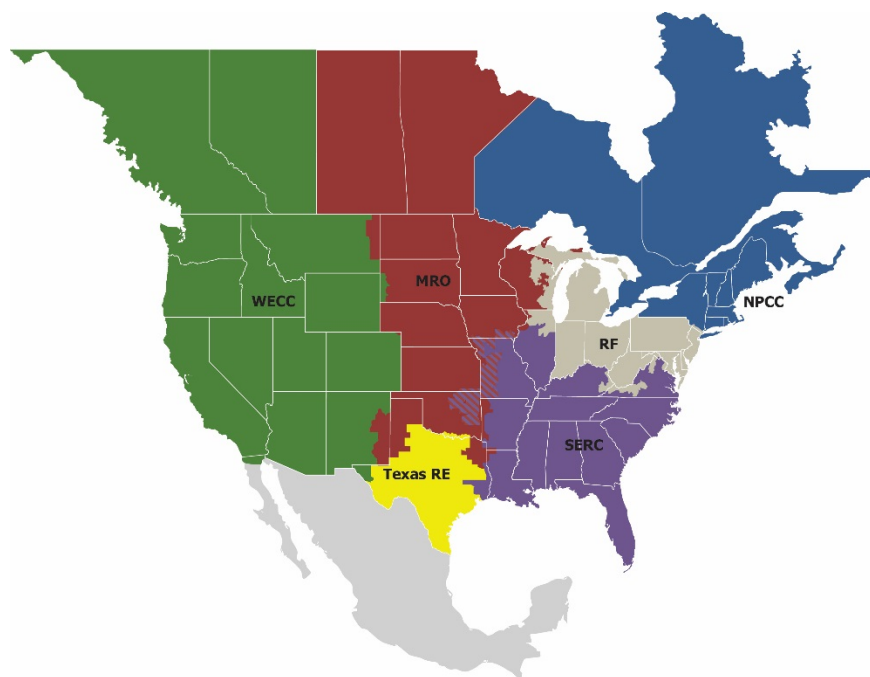 MRO
WECC
NPCC
RF
SERC
Texas RE